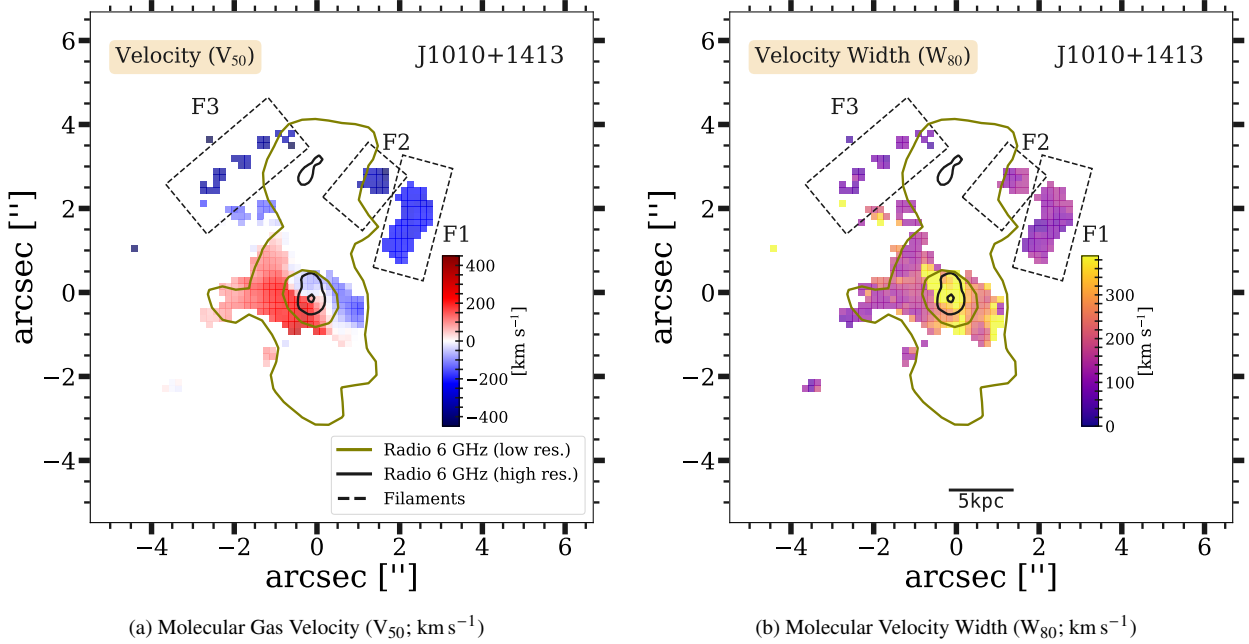 Velocity (V50)
J1010+1413
F3
F2
F1
6
4
2
0
−2
−4
arcsec ['']
400
200
0
−200
−400
[km s−1]
Radio 6 GHz (low res.)
Radio 6 GHz (high res.)
Filaments
−4 −2 0 2 4 6
arcsec ['']
(a) Molecular Gas Velocity (V50; km s−1)
Velocity Width (W80)
J1010+1413
F3
F2
F1
6
4
2
0
−2
−4
arcsec ['']
300
200
100
0
[km s−1]
5kpc
−4 −2 0 2 4 6
arcsec ['']
(b) Molecular Velocity Width (W80; km s−1)